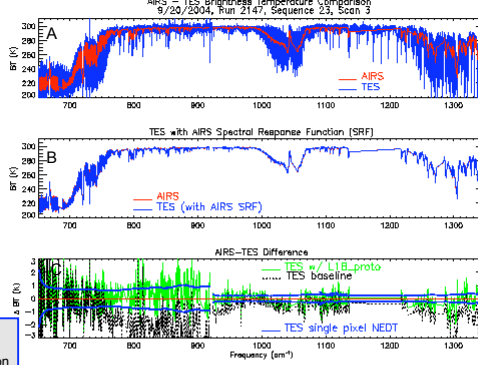 AIRS - TES Brightness Temperature Comparison
9/20/2004, Run 2147, Sequence 23, Scan 3
A
BT (K)
300
280
260
240
220
200
AIRS
TES
700 800 900 1000 1100 1200 1300
TES with AIRS Spectral Response Function (SRF)
B
BT (K)
300
280
260
240
220
200
AIRS
TES (with AIRS SRF)
700 800 900 1000 1100 1200 1300
AIRS-TES Difference
C
Δ BT (K)
3
2
1
0
-1
-2
-3
TES w/ L1B_proto
TES baseline
TES single pixel NEDT
700 800 900 1000 1100 1200 1300
Frequency (cm⁻¹)
on